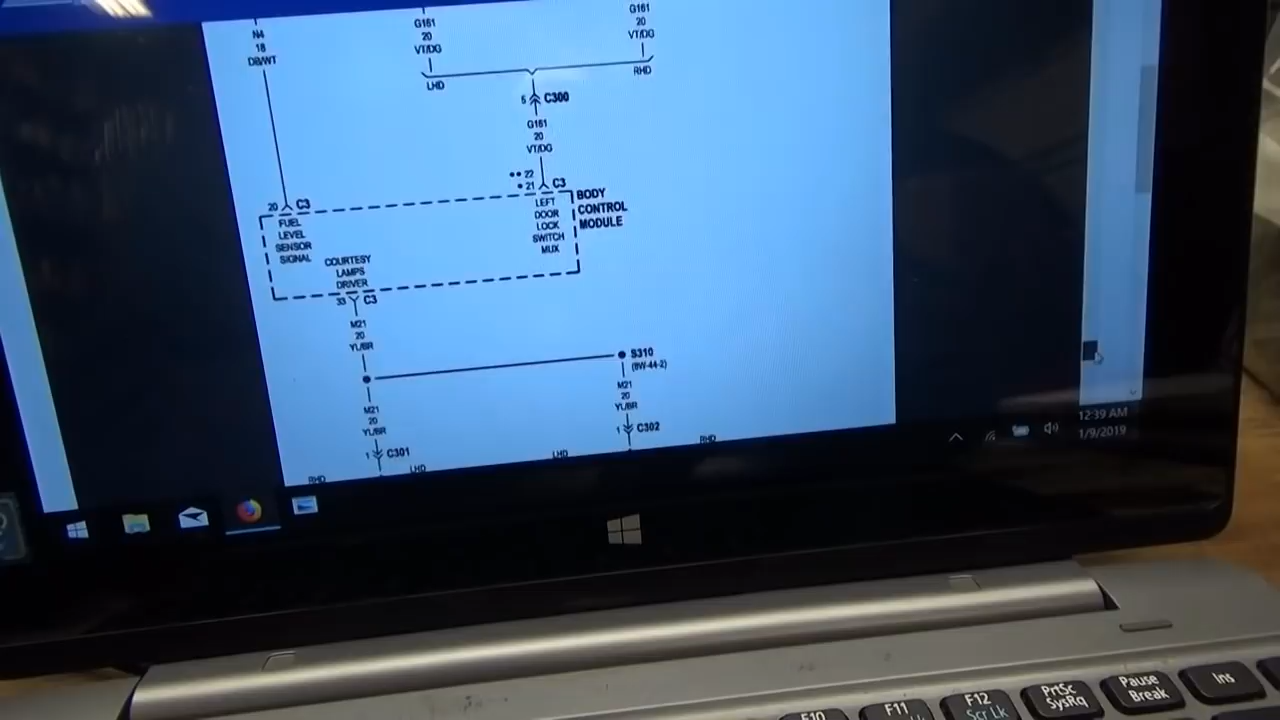 N4
18
DB/WT
G161
20
VT/DG
G161
20
VT/DG
LHD
RHD
5 C300
G161
20
VT/DG
•• 22
• 21 C3
20 C3
BODY
CONTROL
MODULE
FUEL
LEVEL
SENSOR
SIGNAL
LEFT
DOOR
LOCK
SWITCH
MUX
COURTESY
LAMPS
DRIVER
33 C3
M21
20
YL/BR
S310
(8W-44-2)
M21
20
YL/BR
M21
20
YL/BR
1 C301
1 C302
RHD
LHD
LHD
RHD
12:39 AM
1/9/2019
F10
F11
F12
Scr Lk
PrtSc
SysRq
Pause
Break
Ins